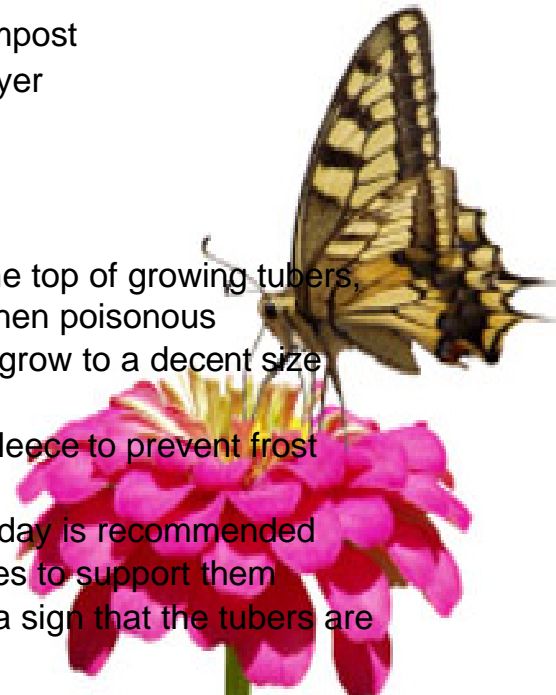 mpost
yer
e top of growing tubers,
hen poisonous
grow to a decent size
leece to prevent frost
day is recommended
es to support them
a sign that the tubers are